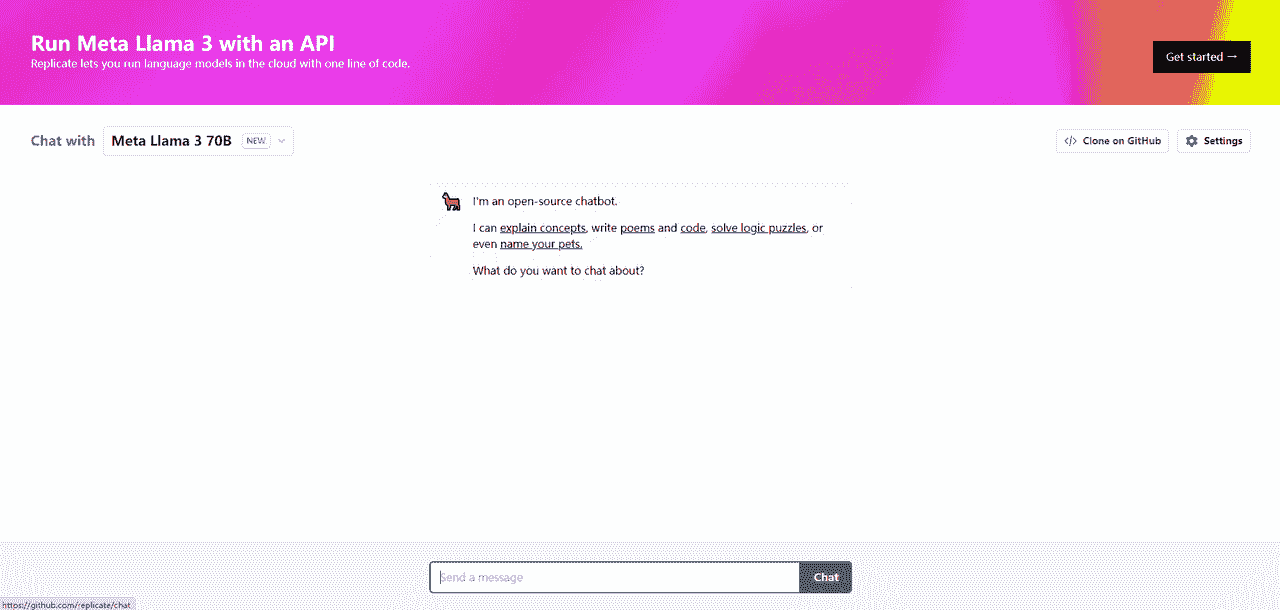 Run Meta Llama 3 with an API
Replicate lets you run language models in the cloud with one line of code.
Get started →
Chat with Meta Llama 3 70B NEW
</> Clone on GitHub
Settings
I'm an open-source chatbot.
I can explain concepts, write poems and code, solve logic puzzles, or
even name your pets.
What do you want to chat about?
Send a message
Chat
https://github.com/replicate/chat